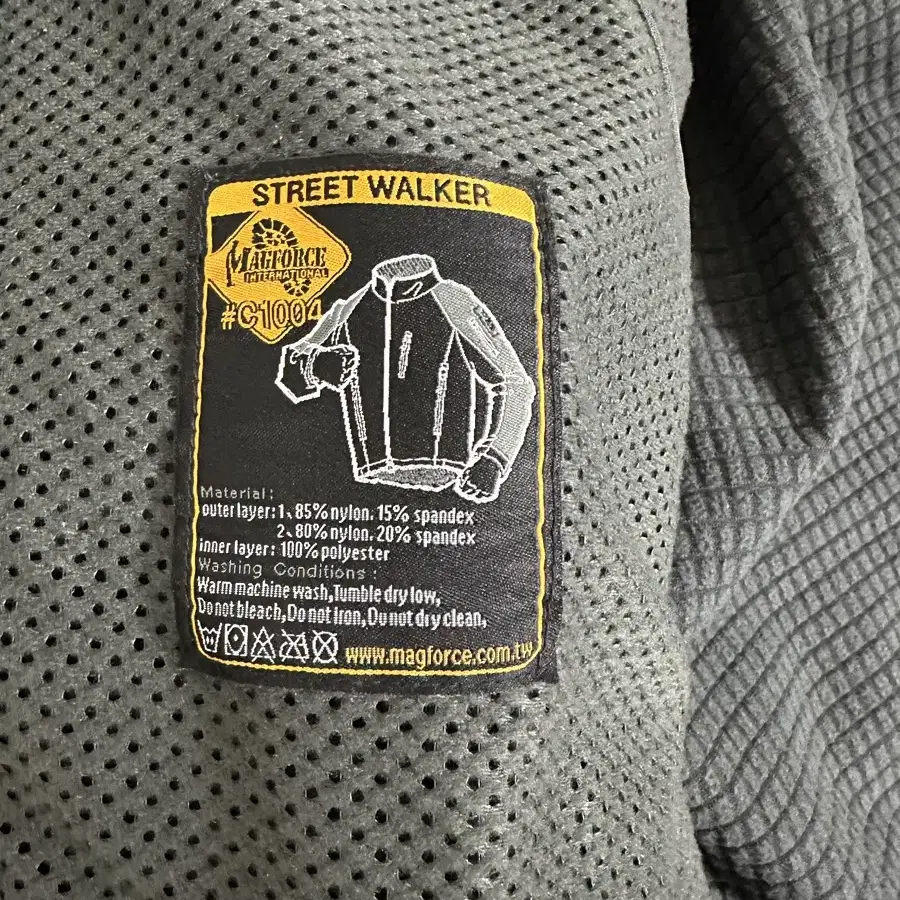 STREET WALKER
MAGFORCE
INTERNATIONAL
#C1004
Material:
outer layer:1、85% nylon. 15% spandex
2、80% nylon. 20% spandex
inner layer: 100% polyester
Washing Conditions :
Warm machine wash,Tumble dry low,
Do not bleach,Do not Iron,Do not dry clean,
www.magforce.com.tw